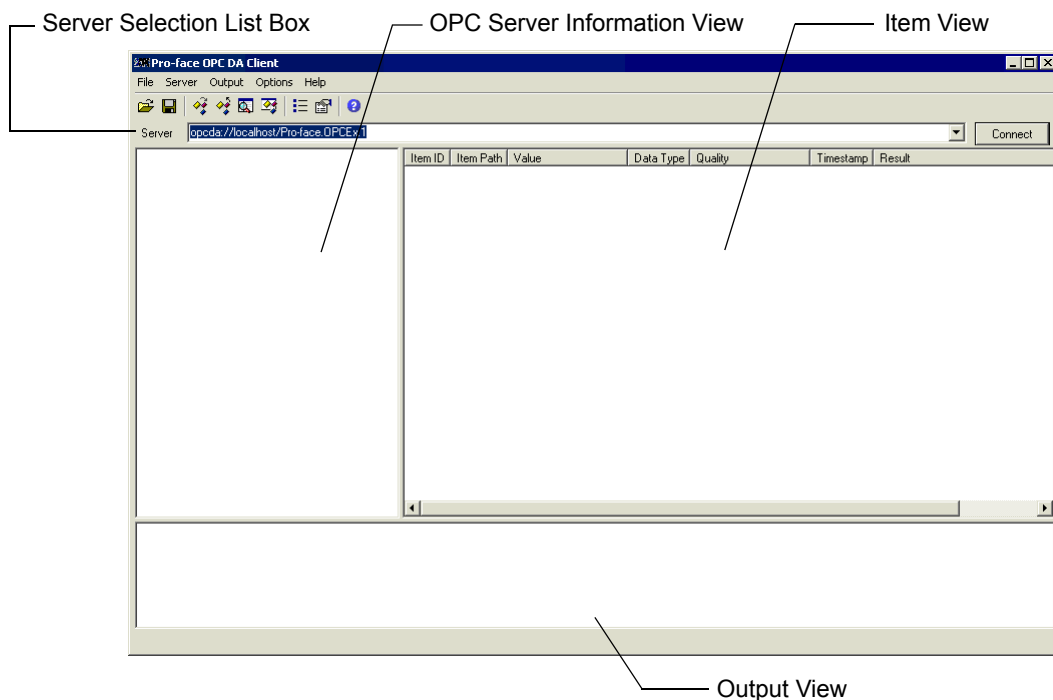 Server Selection List Box OPC Server Information View Item View
Pro-face OPC DA Client
File Server Output Options Help
Server opcda://localhost/Pro-face.OPCEx.1 Connect
Item ID Item Path Value Data Type Quality Timestamp Result
Output View